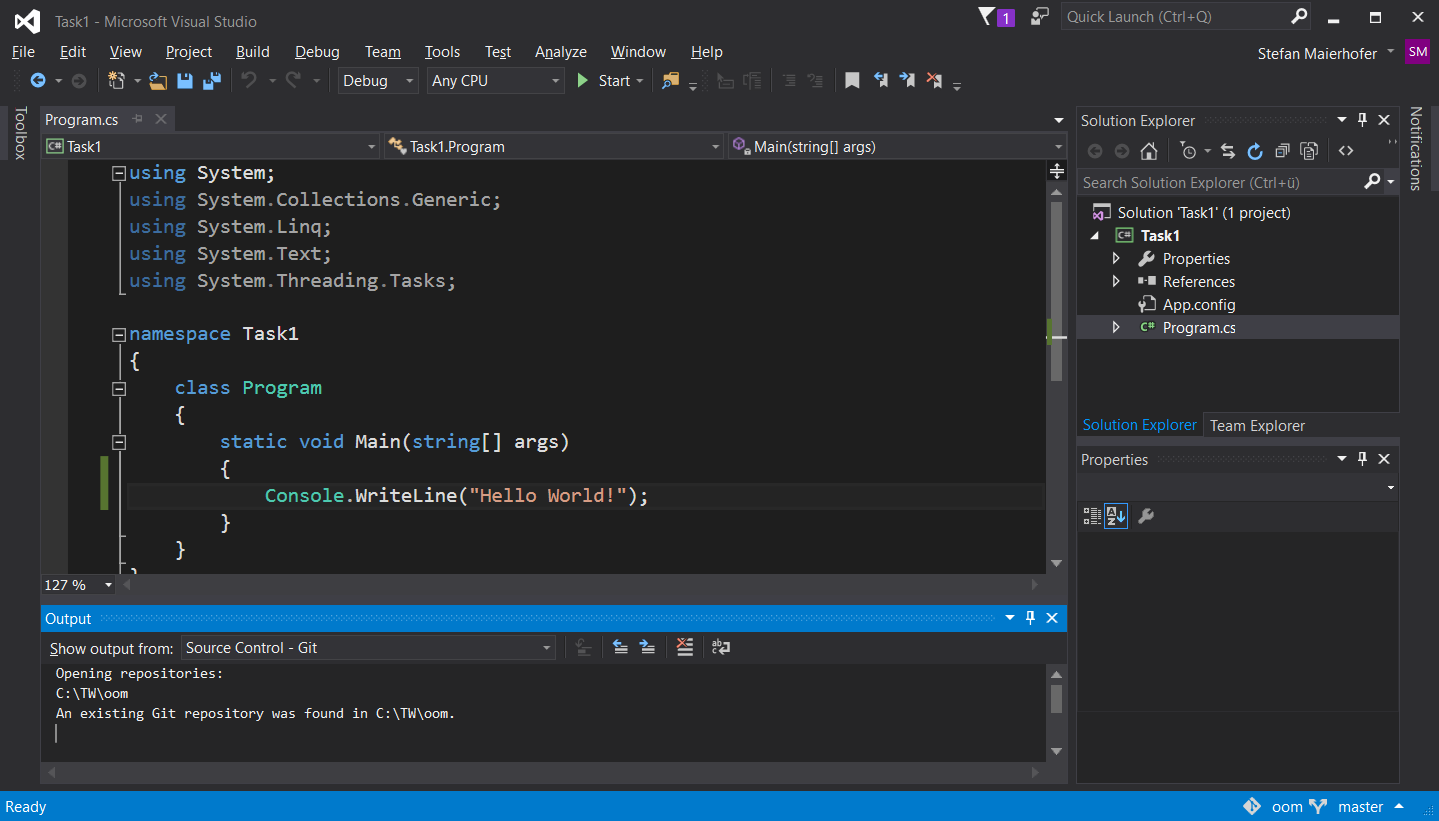 Task1 - Microsoft Visual Studio
1
Quick Launch (Ctrl+Q)
File Edit View Project Build Debug Team Tools Test Analyze Window Help
Stefan Maierhofer SM
Debug Any CPU Start
Toolbox
Program.cs
C# Task1 Task1.Program Main(string[] args)
using System;
using System.Collections.Generic;
using System.Linq;
using System.Text;
using System.Threading.Tasks;
namespace Task1
{
class Program
{
static void Main(string[] args)
{
Console.WriteLine("Hello World!");
}
}
127 %
Output
Show output from: Source Control - Git
Opening repositories:
C:\TW\oom
An existing Git repository was found in C:\TW\oom.
Solution Explorer
Search Solution Explorer (Ctrl+ü)
Solution 'Task1' (1 project)
C# Task1
Properties
References
App.config
C# Program.cs
Solution Explorer Team Explorer
Properties
Notifications
Ready
oom master